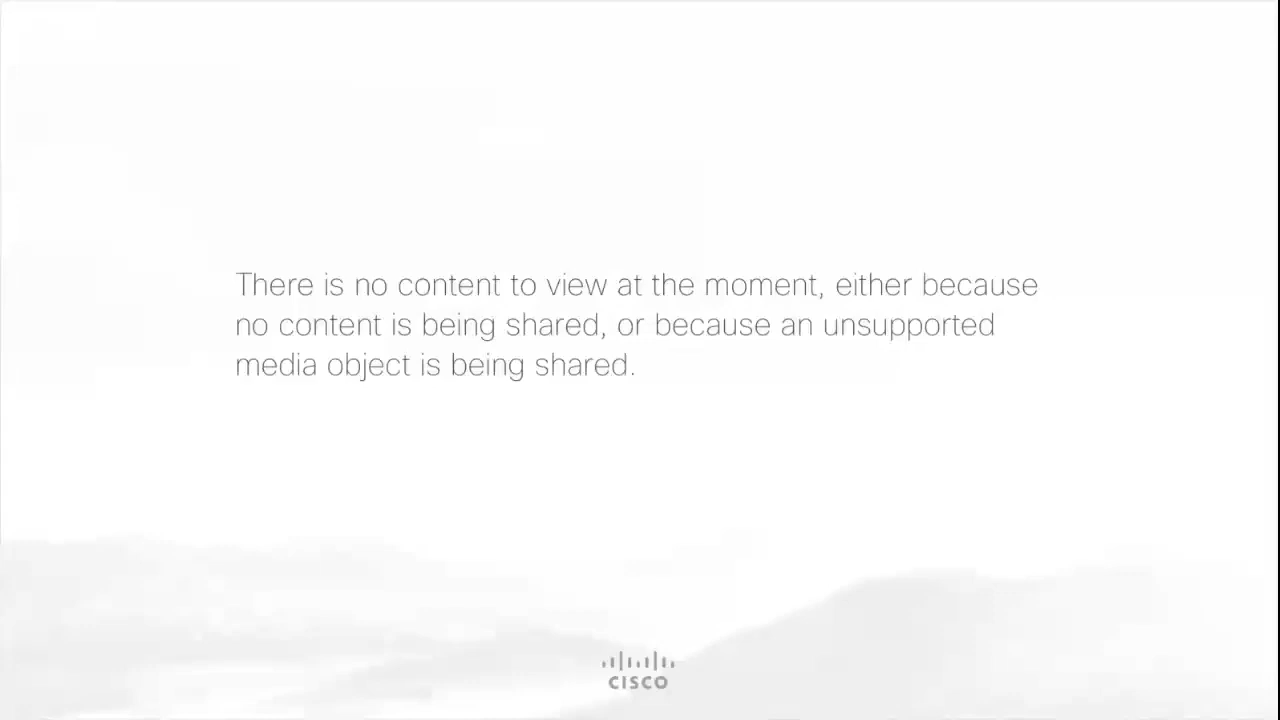 There is no content to view at the moment, either because
no content is being shared, or because an unsupported
media object is being shared.
CISCO